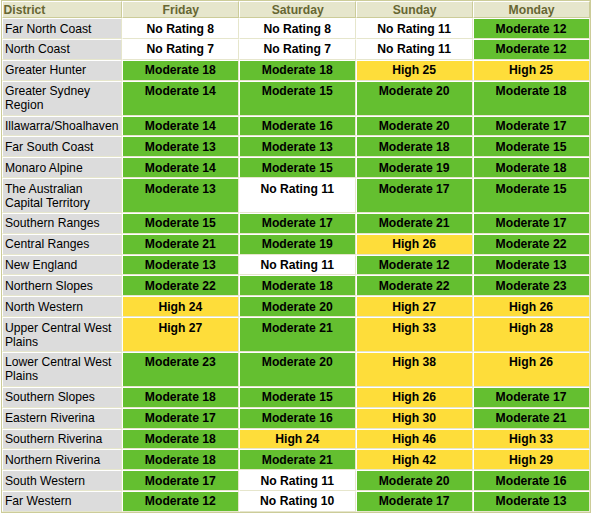 District Friday Saturday Sunday Monday
Far North Coast No Rating 8 No Rating 8 No Rating 11 Moderate 12
North Coast No Rating 7 No Rating 7 No Rating 11 Moderate 12
Greater Hunter Moderate 18 Moderate 18 High 25 High 25
Greater Sydney Moderate 14 Moderate 15 Moderate 20 Moderate 18
Region
Illawarra/Shoalhaven Moderate 14 Moderate 16 Moderate 20 Moderate 17
Far South Coast Moderate 13 Moderate 13 Moderate 18 Moderate 15
Monaro Alpine Moderate 14 Moderate 15 Moderate 19 Moderate 18
The Australian Moderate 13 No Rating 11 Moderate 17 Moderate 15
Capital Territory
Southern Ranges Moderate 15 Moderate 17 Moderate 21 Moderate 17
Central Ranges Moderate 21 Moderate 19 High 26 Moderate 22
New England Moderate 13 No Rating 11 Moderate 12 Moderate 13
Northern Slopes Moderate 22 Moderate 18 Moderate 22 Moderate 23
North Western High 24 Moderate 20 High 27 High 26
Upper Central West High 27 Moderate 21 High 33 High 28
Plains
Lower Central West Moderate 23 Moderate 20 High 38 High 26
Plains
Southern Slopes Moderate 18 Moderate 15 High 26 Moderate 17
Eastern Riverina Moderate 17 Moderate 16 High 30 Moderate 21
Southern Riverina Moderate 18 High 24 High 46 High 33
Northern Riverina Moderate 18 Moderate 21 High 42 High 29
South Western Moderate 17 No Rating 11 Moderate 20 Moderate 16
Far Western Moderate 12 No Rating 10 Moderate 17 Moderate 13